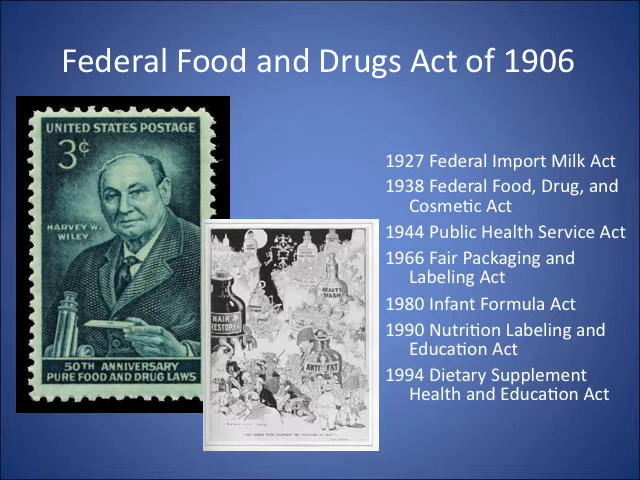 Federal Food and Drugs Act of 1906
UNITED STATES POSTAGE
3¢
HARVEY W.
WILEY
50TH ANNIVERSARY
PURE FOOD AND DRUG LAWS
BEAUTY
WASH
HAIR
RESTORER
ANTI FAT
1927 Federal Import Milk Act
1938 Federal Food, Drug, and
Cosmetic Act
1944 Public Health Service Act
1966 Fair Packaging and
Labeling Act
1980 Infant Formula Act
1990 Nutrition Labeling and
Education Act
1994 Dietary Supplement
Health and Education Act